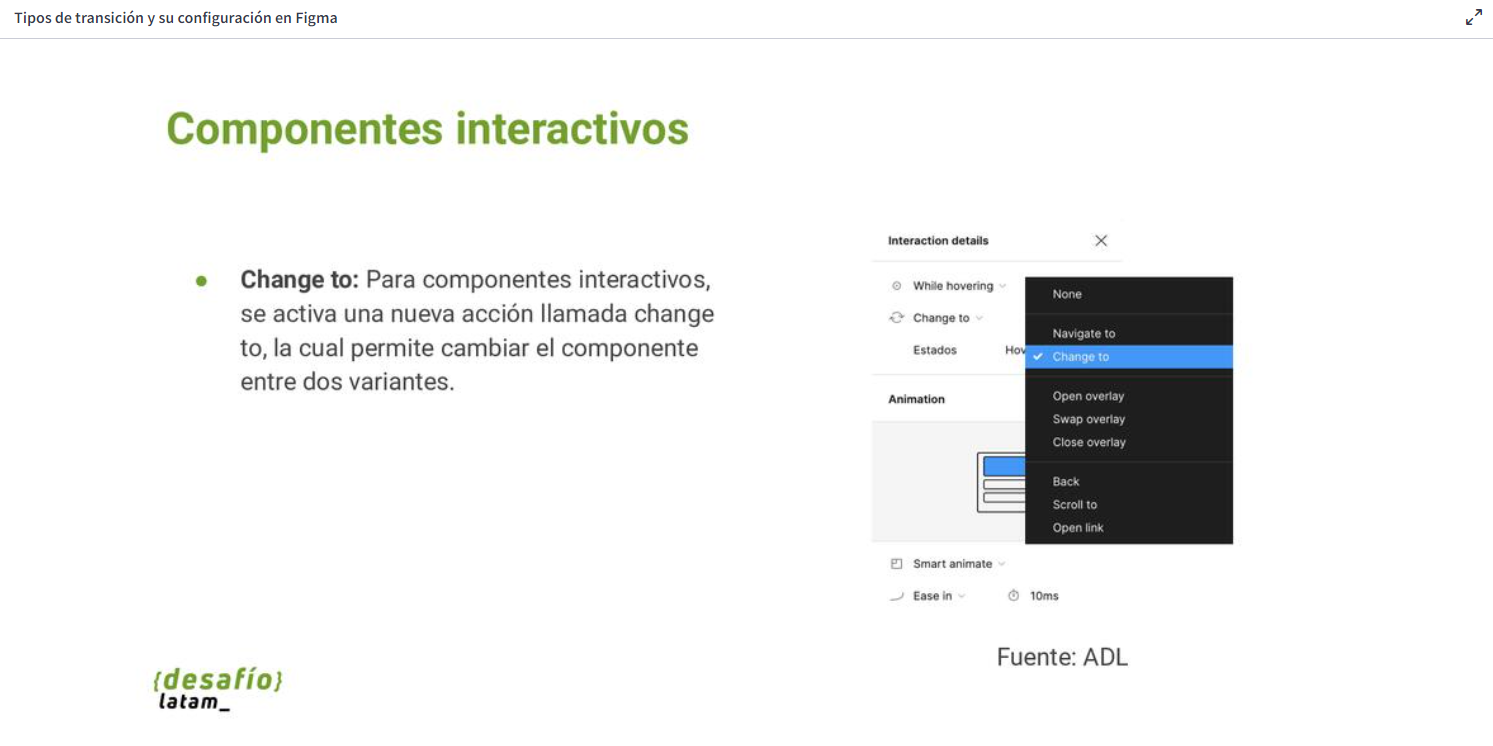 Tipos de transición y su configuración en Figma
Componentes interactivos
Change to: Para componentes interactivos,
se activa una nueva acción llamada change
to, la cual permite cambiar el componente
entre dos variantes.
Interaction details
While hovering
Change to
Estados
Hov
None
Navigate to
Change to
Open overlay
Swap overlay
Close overlay
Back
Scroll to
Open link
Animation
Smart animate
Ease in
10ms
Fuente: ADL
{desafío}
latam_